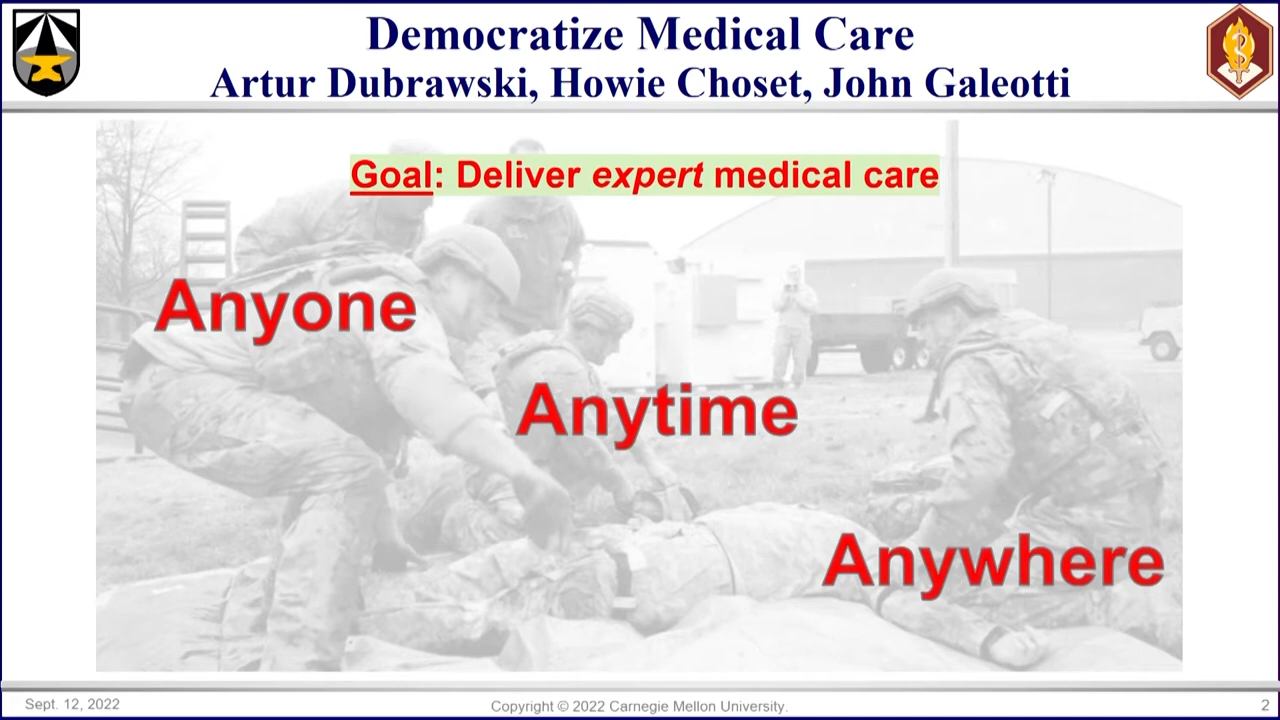 Democratize Medical Care
Artur Dubrawski, Howie Choset, John Galeotti
Goal: Deliver expert medical care
Anyone
Anytime
Anywhere
Sept. 12, 2022
Copyright © 2022 Carnegie Mellon University.
2